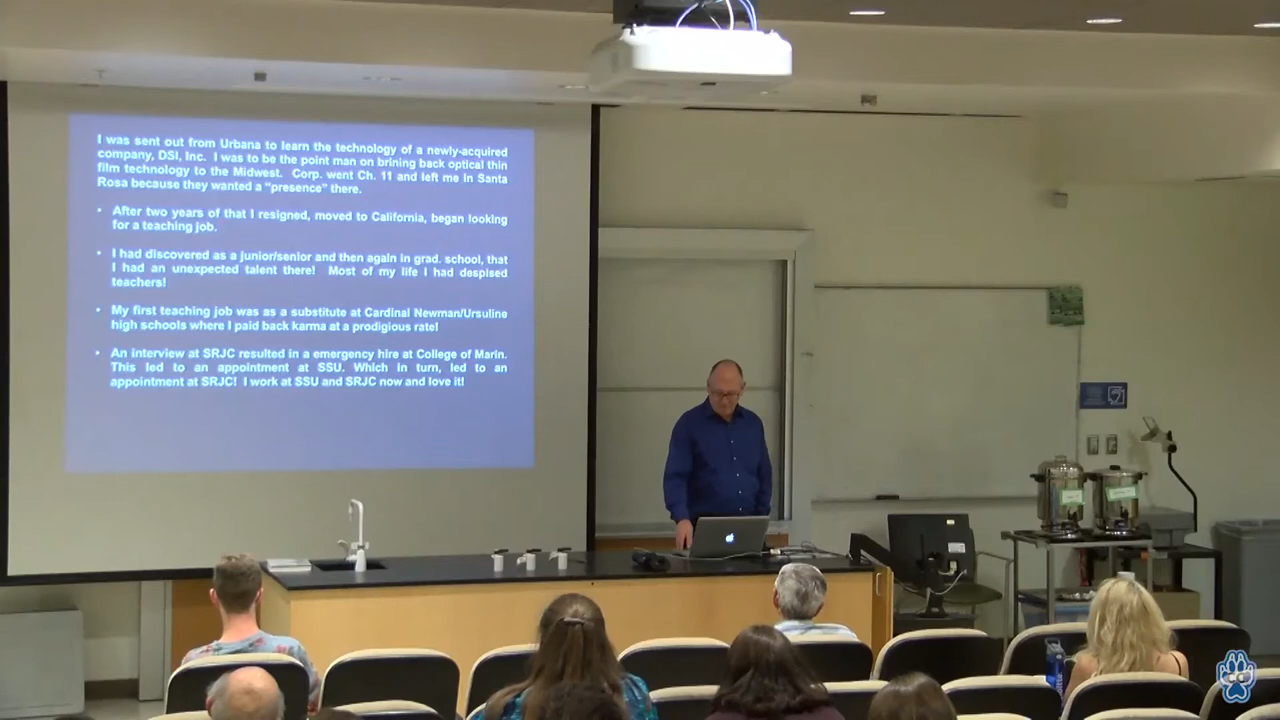 I was sent out from Urbana to learn the technology of a newly-acquired
company, DSI, Inc. I was to be the point man on brining back optical thin
film technology to the Midwest. Corp. went Ch. 11 and left me in Santa
Rosa because they wanted a “presence” there.
• After two years of that I resigned, moved to California, began looking
for a teaching job.
• I had discovered as a junior/senior and then again in grad. school, that
I had an unexpected talent there! Most of my life I had despised
teachers!
• My first teaching job was as a substitute at Cardinal Newman/Ursuline
high schools where I paid back karma at a prodigious rate!
• An interview at SRJC resulted in a emergency hire at College of Marin.
This led to an appointment at SSU. Which in turn, led to an
appointment at SRJC! I work at SSU and SRJC now and love it!